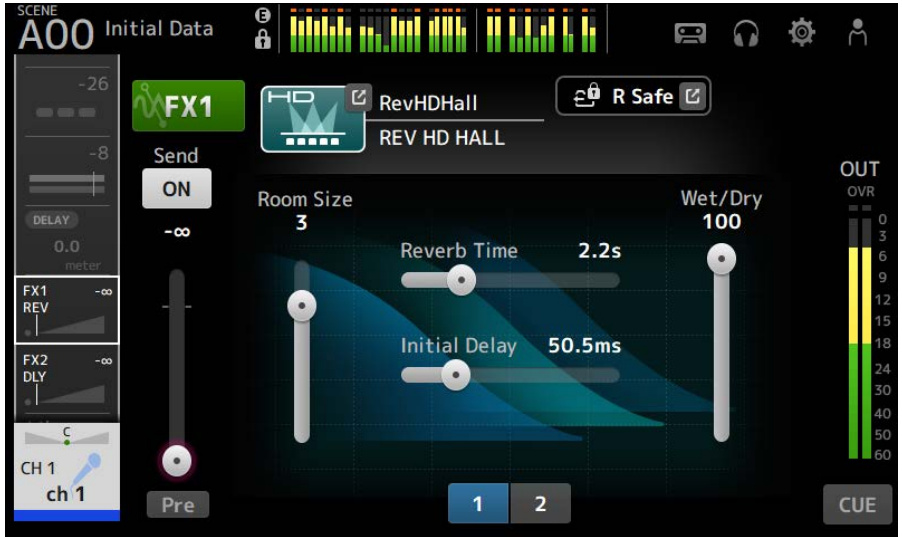 SCENE
A00 Initial Data
E
-26
-8
DELAY
0.0
meter
FX1 -∞
REV
FX2 -∞
DLY
C
CH 1
ch 1
FX1
Send
ON
-∞
Pre
HD
RevHDHall
REV HD HALL
R Safe
Room Size
3
Reverb Time 2.2s
Initial Delay 50.5ms
Wet/Dry
100
1 2
OUT
OVR
0
3
6
9
12
15
18
24
30
40
50
60
CUE